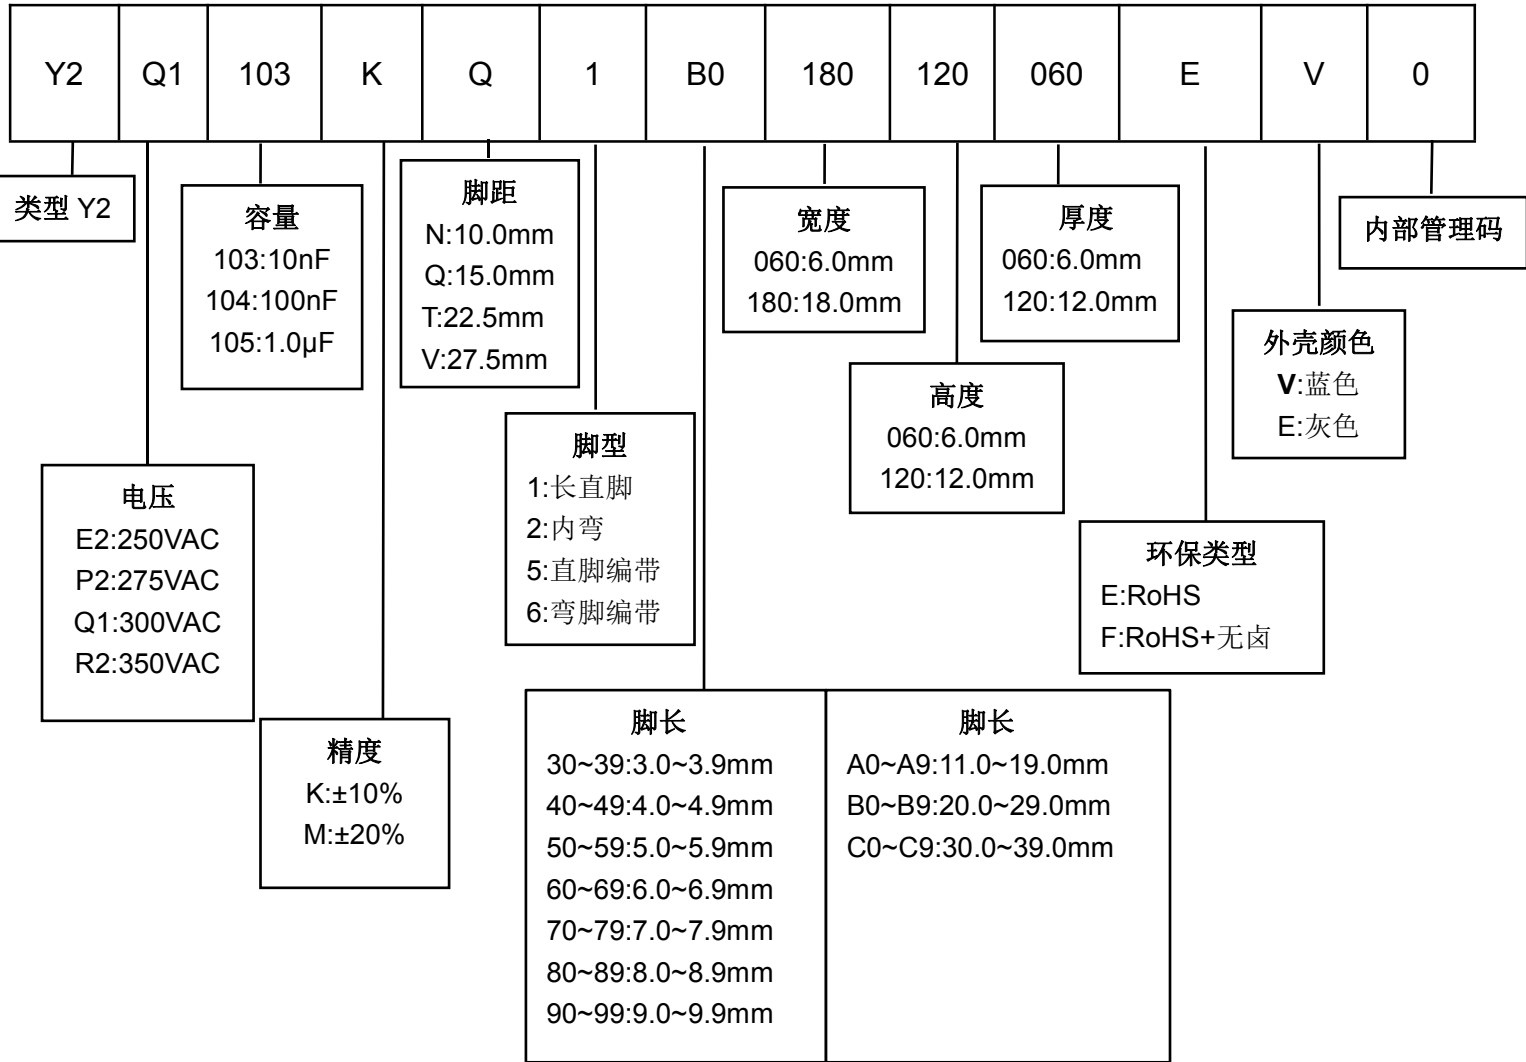 Y2 Q1 103 K Q 1 B0 180 120 060 E V 0
类型 Y2
容量
103:10nF
104:100nF
105:1.0μF
脚距
N:10.0mm
Q:15.0mm
T:22.5mm
V:27.5mm
宽度
060:6.0mm
180:18.0mm
厚度
060:6.0mm
120:12.0mm
内部管理码
外壳颜色
V:蓝色
E:灰色
高度
060:6.0mm
120:12.0mm
脚型
1:长直脚
2:内弯
5:直脚编带
6:弯脚编带
电压
E2:250VAC
P2:275VAC
Q1:300VAC
R2:350VAC
环保类型
E:RoHS
F:RoHS+无卤
精度
K:±10%
M:±20%
脚长
30~39:3.0~3.9mm
40~49:4.0~4.9mm
50~59:5.0~5.9mm
60~69:6.0~6.9mm
70~79:7.0~7.9mm
80~89:8.0~8.9mm
90~99:9.0~9.9mm
脚长
A0~A9:11.0~19.0mm
B0~B9:20.0~29.0mm
C0~C9:30.0~39.0mm